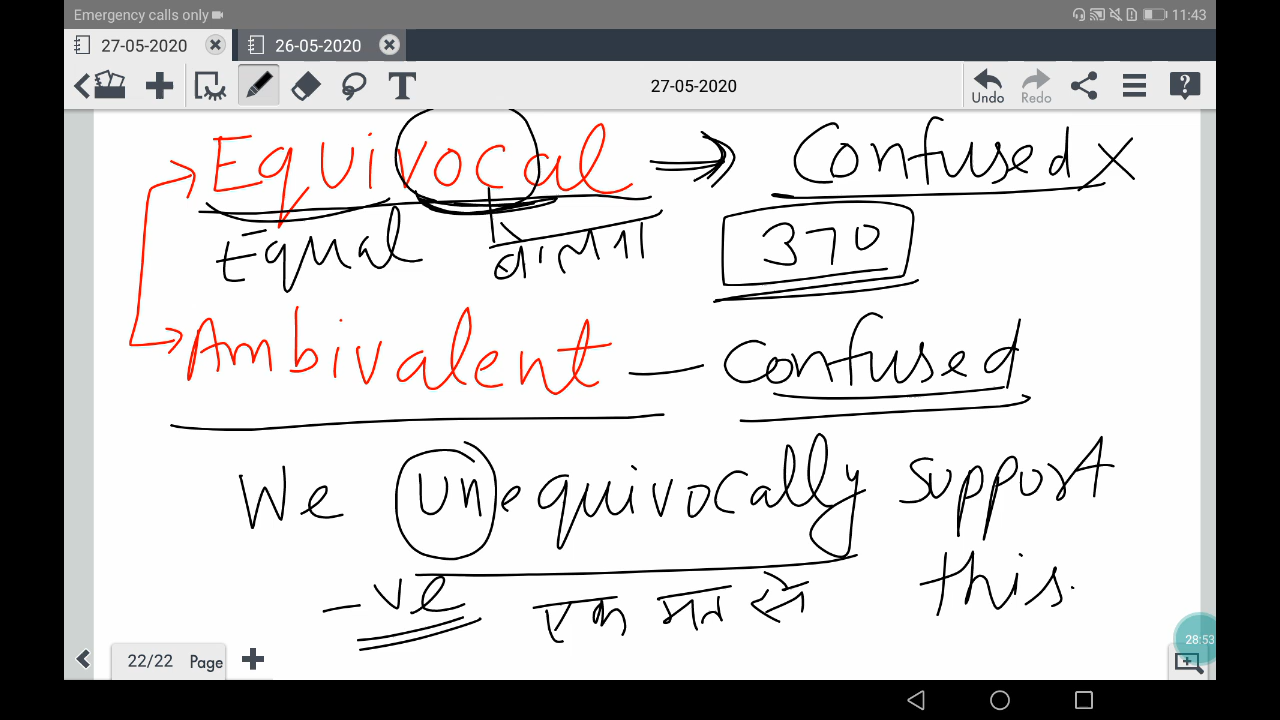 Emergency calls only 11:43
27-05-2020 26-05-2020
T 27-05-2020 Undo Redo
Equivocal Confused X
Equal बोलना 370
Ambivalent — Confused
We unequivocally support
this.
-ve एक मत से
28:53
22/22 Page